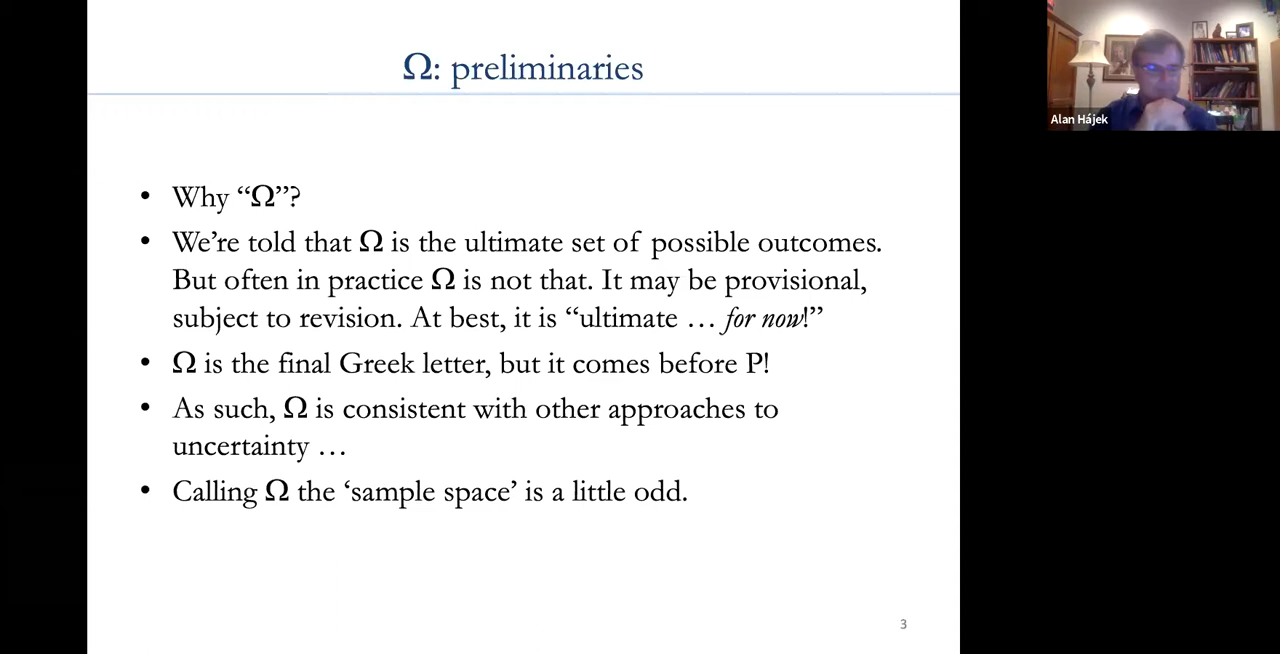 Ω: preliminaries
• Why “Ω”?
• We’re told that Ω is the ultimate set of possible outcomes.
But often in practice Ω is not that. It may be provisional,
subject to revision. At best, it is “ultimate … for now!”
• Ω is the final Greek letter, but it comes before P!
• As such, Ω is consistent with other approaches to
uncertainty …
• Calling Ω the ‘sample space’ is a little odd.
3
Alan Hájek